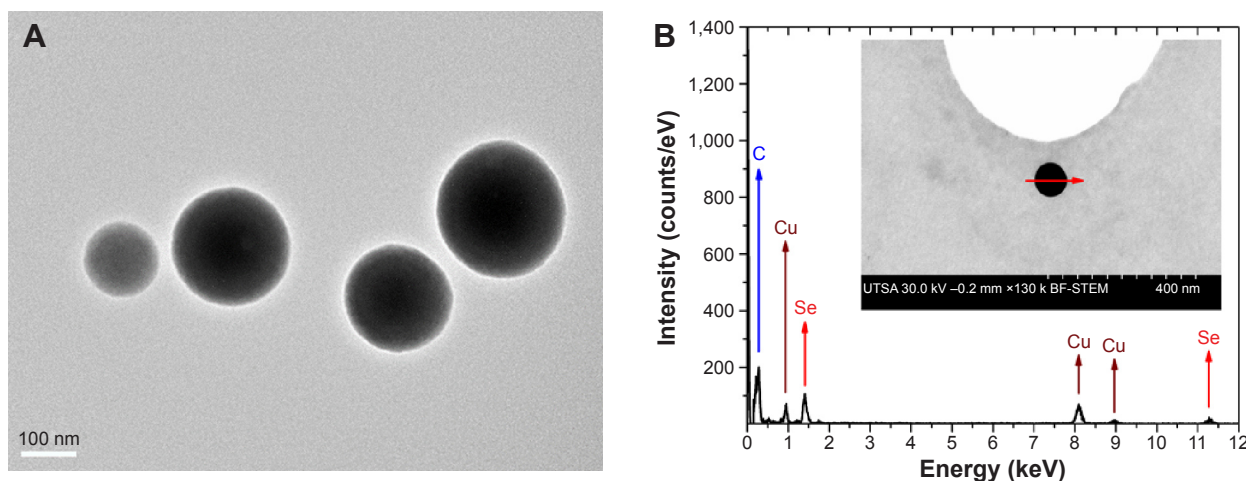 A
100 nm
B
1,400
1,200
1,000
800
600
400
200
0 1 2 3 4 5 6 7 8 9 10 11 12
Intensity (counts/eV)
Energy (keV)
C
Cu
Se
Cu
Cu
Se
UTSA 30.0 kV –0.2 mm ×130 k BF-STEM 400 nm